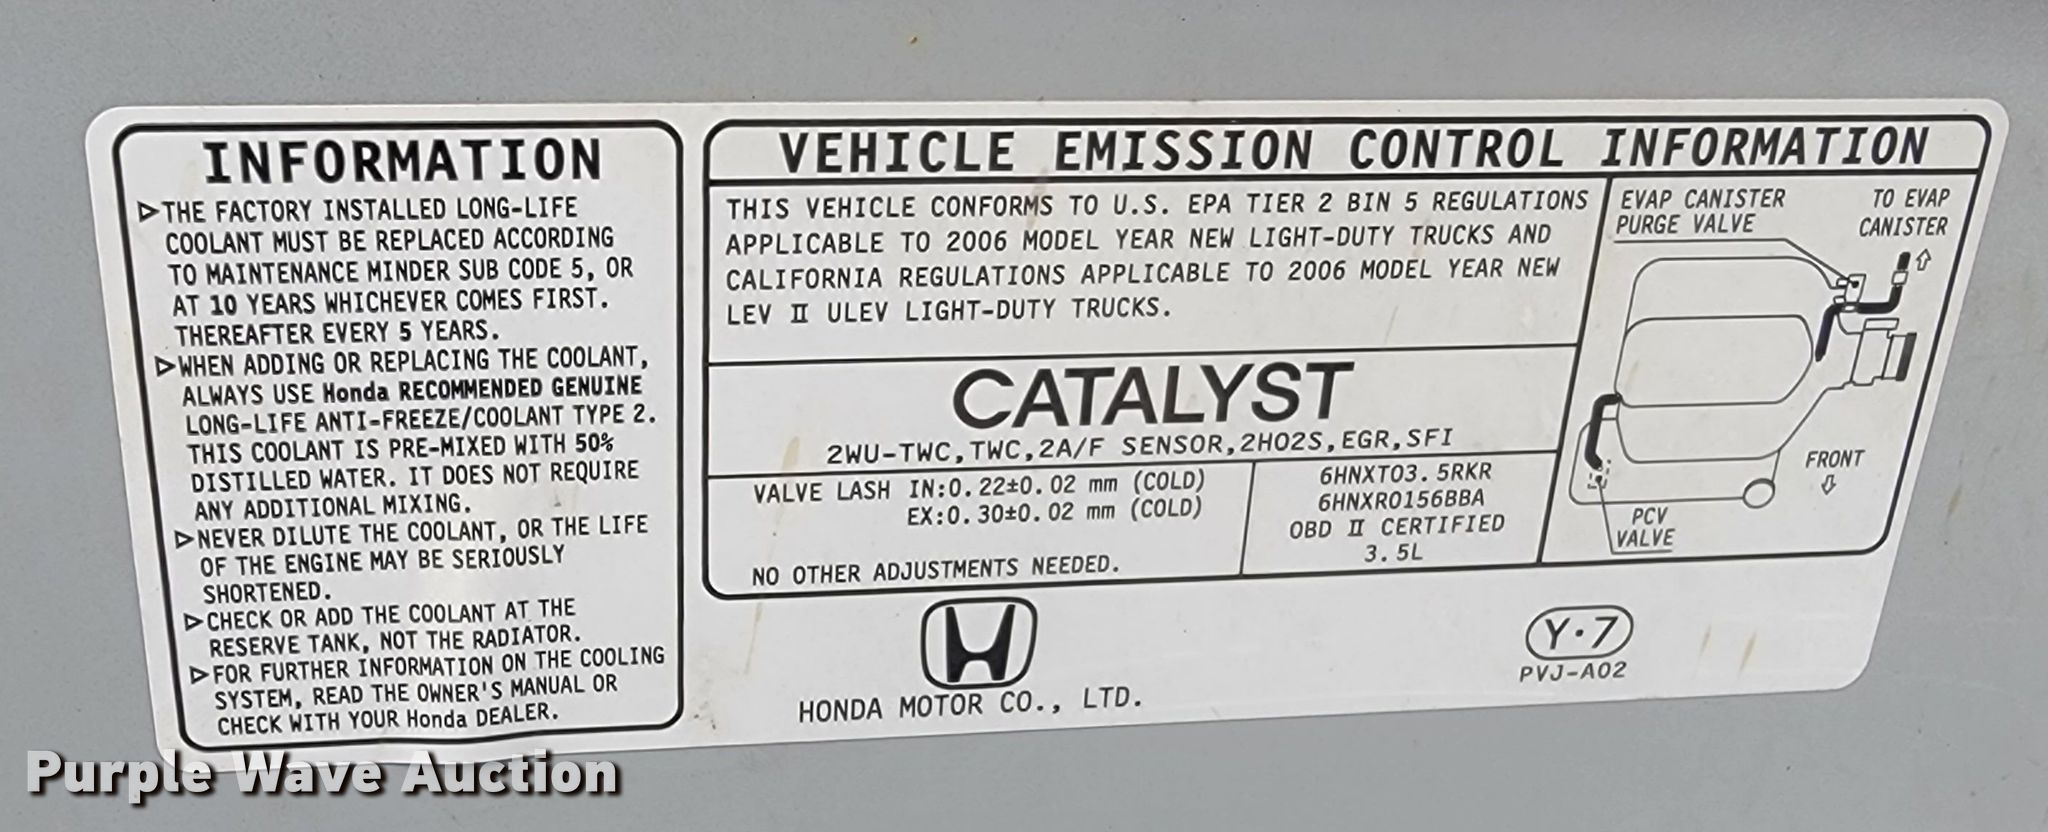 INFORMATION
▷THE FACTORY INSTALLED LONG-LIFE
COOLANT MUST BE REPLACED ACCORDING
TO MAINTENANCE MINDER SUB CODE 5, OR
AT 10 YEARS WHICHEVER COMES FIRST.
THEREAFTER EVERY 5 YEARS.
▷WHEN ADDING OR REPLACING THE COOLANT,
ALWAYS USE Honda RECOMMENDED GENUINE
LONG-LIFE ANTI-FREEZE/COOLANT TYPE 2.
THIS COOLANT IS PRE-MIXED WITH 50%
DISTILLED WATER. IT DOES NOT REQUIRE
ANY ADDITIONAL MIXING.
▷NEVER DILUTE THE COOLANT, OR THE LIFE
OF THE ENGINE MAY BE SERIOUSLY
SHORTENED.
▷CHECK OR ADD THE COOLANT AT THE
RESERVE TANK, NOT THE RADIATOR.
▷FOR FURTHER INFORMATION ON THE COOLING
SYSTEM, READ THE OWNER'S MANUAL OR
CHECK WITH YOUR Honda DEALER.
VEHICLE EMISSION CONTROL INFORMATION
THIS VEHICLE CONFORMS TO U.S. EPA TIER 2 BIN 5 REGULATIONS
APPLICABLE TO 2006 MODEL YEAR NEW LIGHT-DUTY TRUCKS AND
CALIFORNIA REGULATIONS APPLICABLE TO 2006 MODEL YEAR NEW
LEV II ULEV LIGHT-DUTY TRUCKS.
CATALYST
2WU-TWC, TWC, 2A/F SENSOR, 2HO2S, EGR, SFI
VALVE LASH IN:0.22±0.02 mm (COLD)
EX:0.30±0.02 mm (COLD)
NO OTHER ADJUSTMENTS NEEDED.
6HNXT03.5RKR
6HNXR0156BBA
OBD II CERTIFIED
3.5L
EVAP CANISTER
PURGE VALVE
TO EVAP
CANISTER
FRONT
PCV
VALVE
HONDA MOTOR CO., LTD.
Y·7
PVJ-A02
Purple Wave Auction